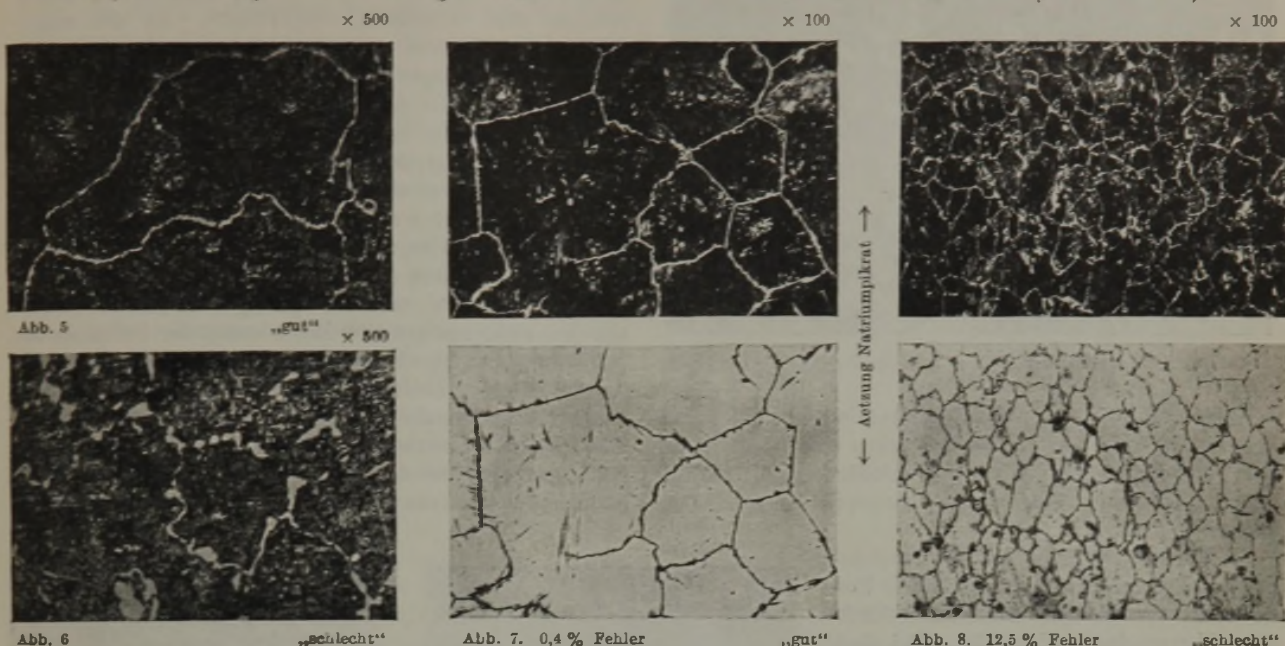 × 500
× 100
× 100
Abb. 5 „gut“
× 500
← Aetzung Natriumpikrat →
Abb. 6 „schlecht“
Abb. 7. 0,4 % Fehler „gut“
Abb. 8. 12,5 % Fehler „schlecht“